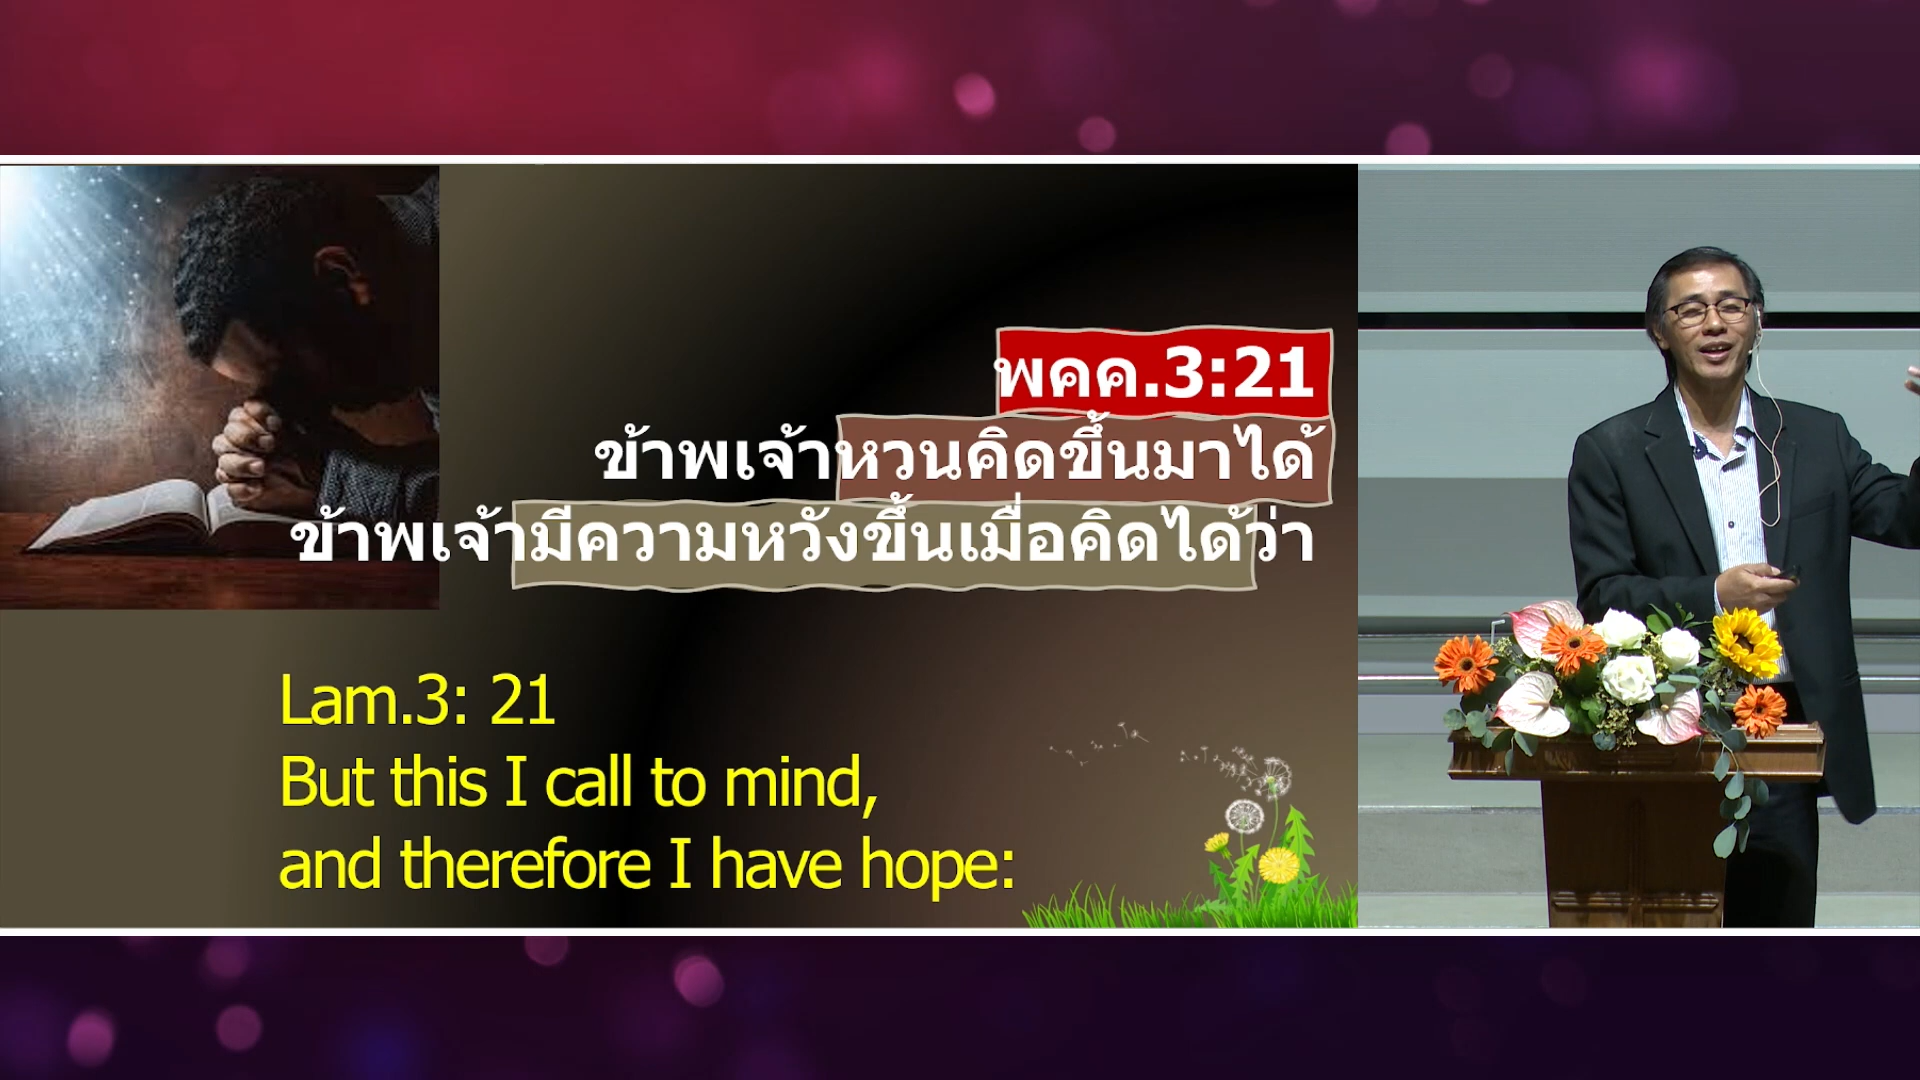 พคค.3:21
ข้าพเจ้าหวนคิดขึ้นมาได้
ข้าพเจ้ามีความหวังขึ้นเมื่อคิดได้ว่า
Lam.3: 21
But this I call to mind,
and therefore I have hope: